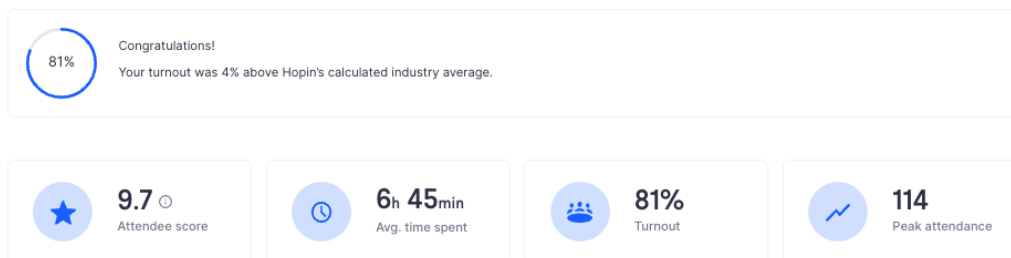 81%
Congratulations!
Your turnout was 4% above Hopin’s calculated industry average.
9.7
Attendee score
6h 45min
Avg. time spent
81%
Turnout
114
Peak attendance